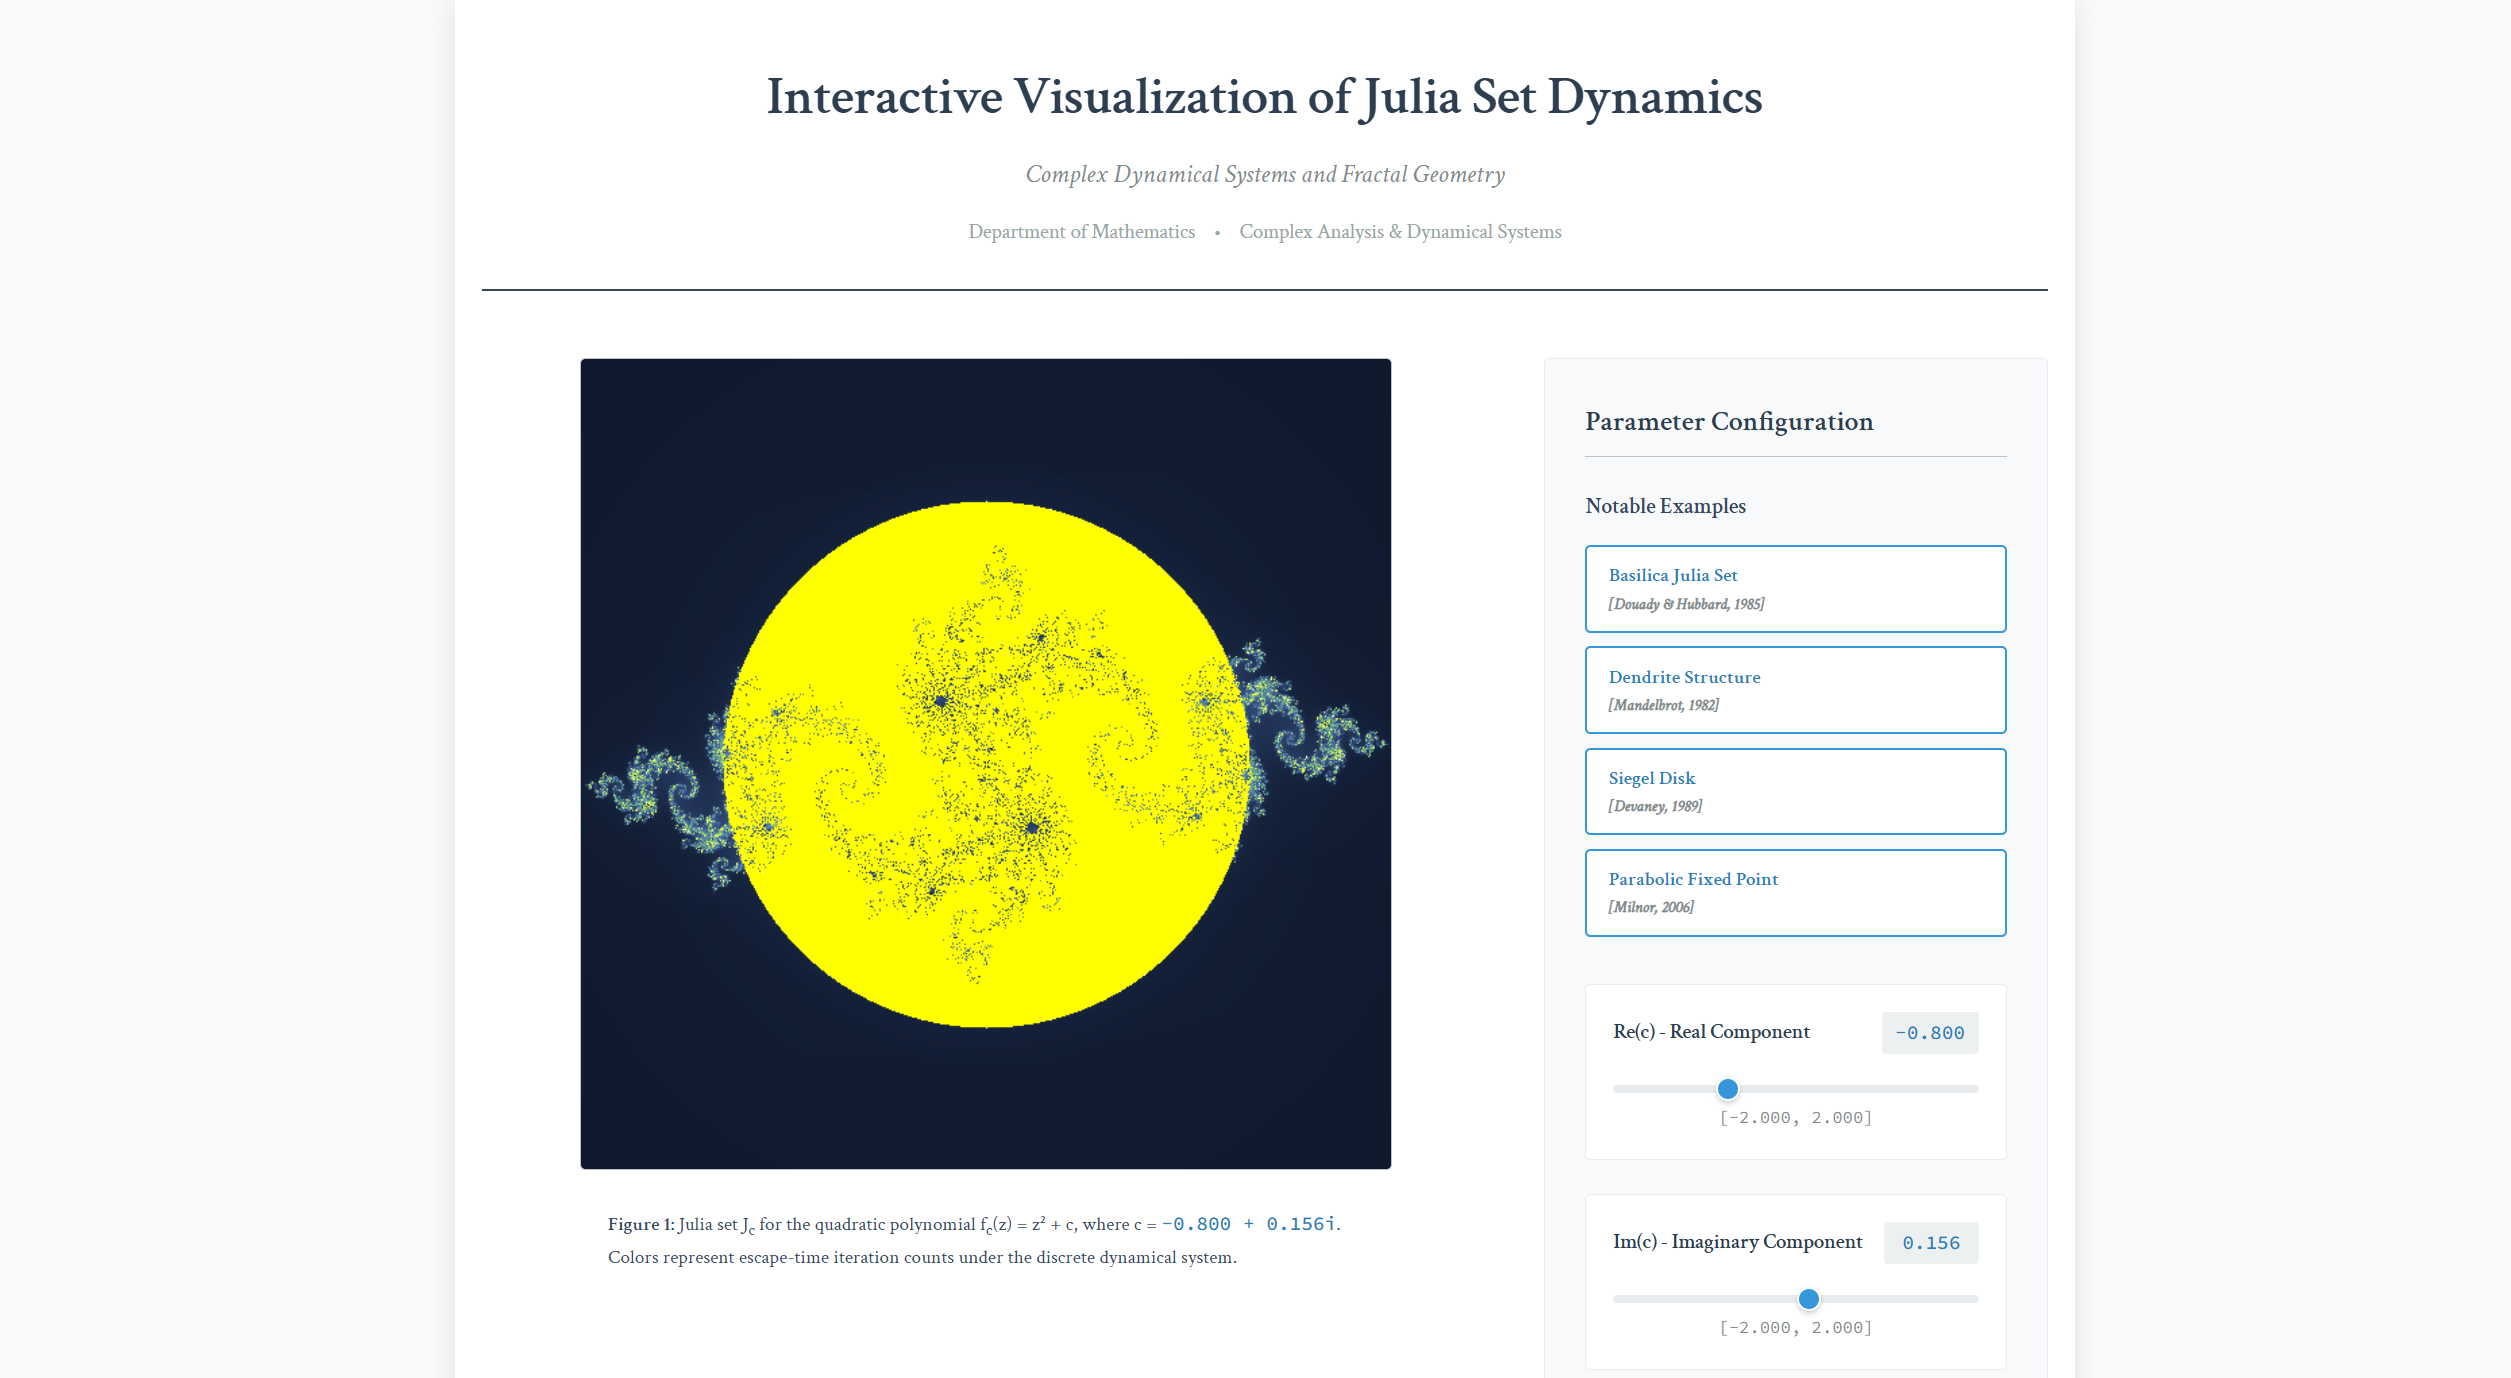 Interactive Visualization of Julia Set Dynamics
Complex Dynamical Systems and Fractal Geometry
Department of Mathematics • Complex Analysis & Dynamical Systems
Figure 1: Julia set Jc for the quadratic polynomial fc(z) = z² + c, where c = -0.800 + 0.156i.
Colors represent escape-time iteration counts under the discrete dynamical system.
Parameter Configuration
Notable Examples
Basilica Julia Set
[Douady & Hubbard, 1985]
Dendrite Structure
[Mandelbrot, 1982]
Siegel Disk
[Devaney, 1989]
Parabolic Fixed Point
[Milnor, 2006]
Re(c) - Real Component -0.800
[-2.000, 2.000]
Im(c) - Imaginary Component 0.156
[-2.000, 2.000]